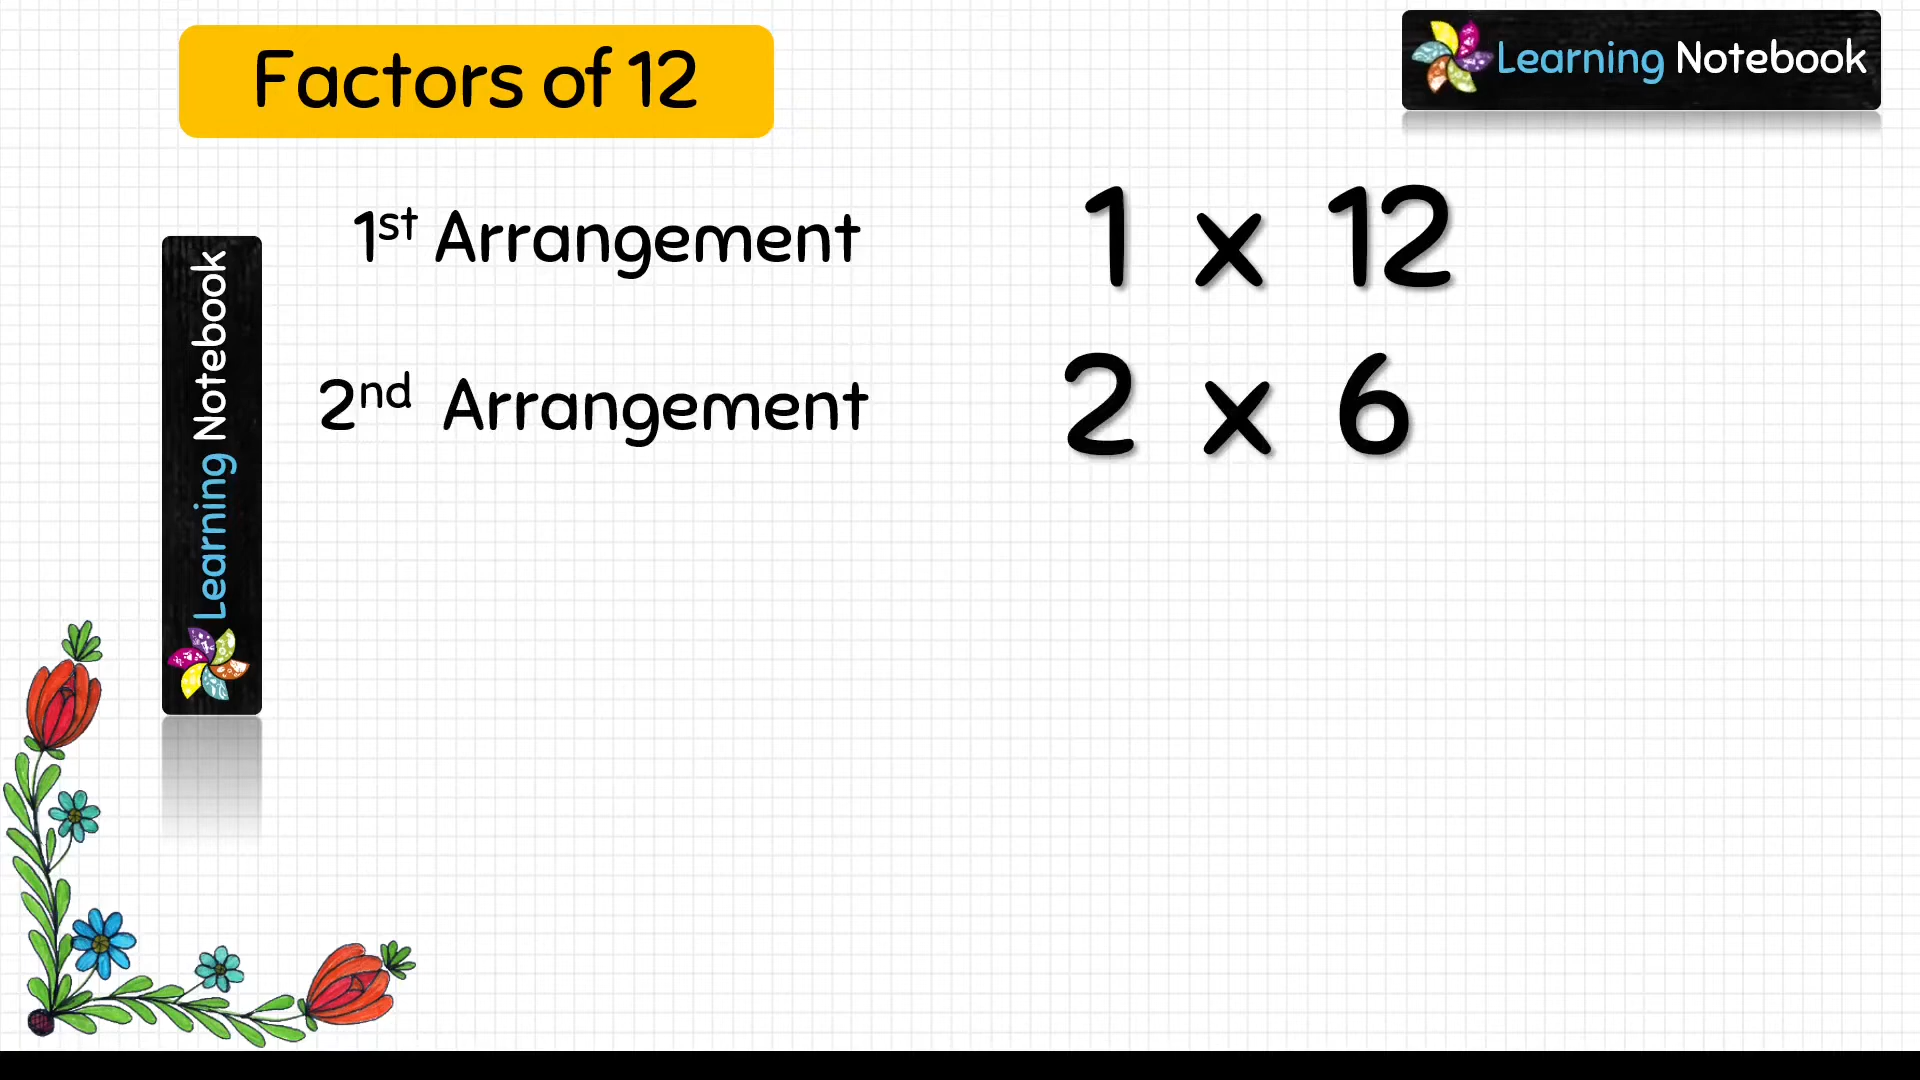 Factors of 12
Learning Notebook
1st Arrangement 1 x 12
2nd Arrangement 2 x 6
Learning Notebook